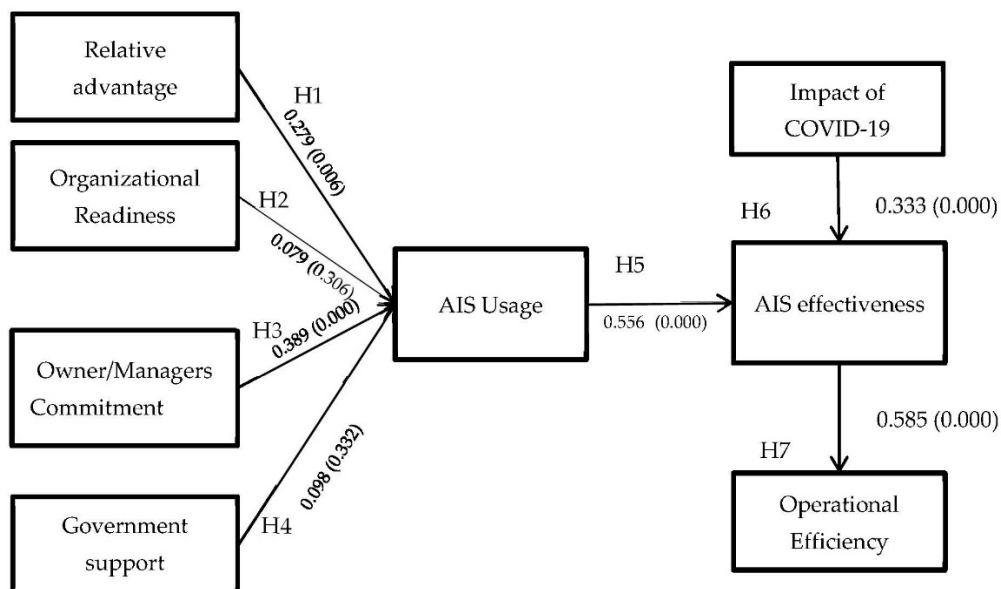 Relative
advantage
H1
0.279 (0.006)
Organizational
Readiness
H2
0.079 (0.306)
Owner/Managers
Commitment
H3
0.389 (0.000)
Government
support
H4
0.098 (0.332)
AIS Usage
H5
0.556 (0.000)
Impact of
COVID-19
H6
0.333 (0.000)
AIS effectiveness
H7
0.585 (0.000)
Operational
Efficiency